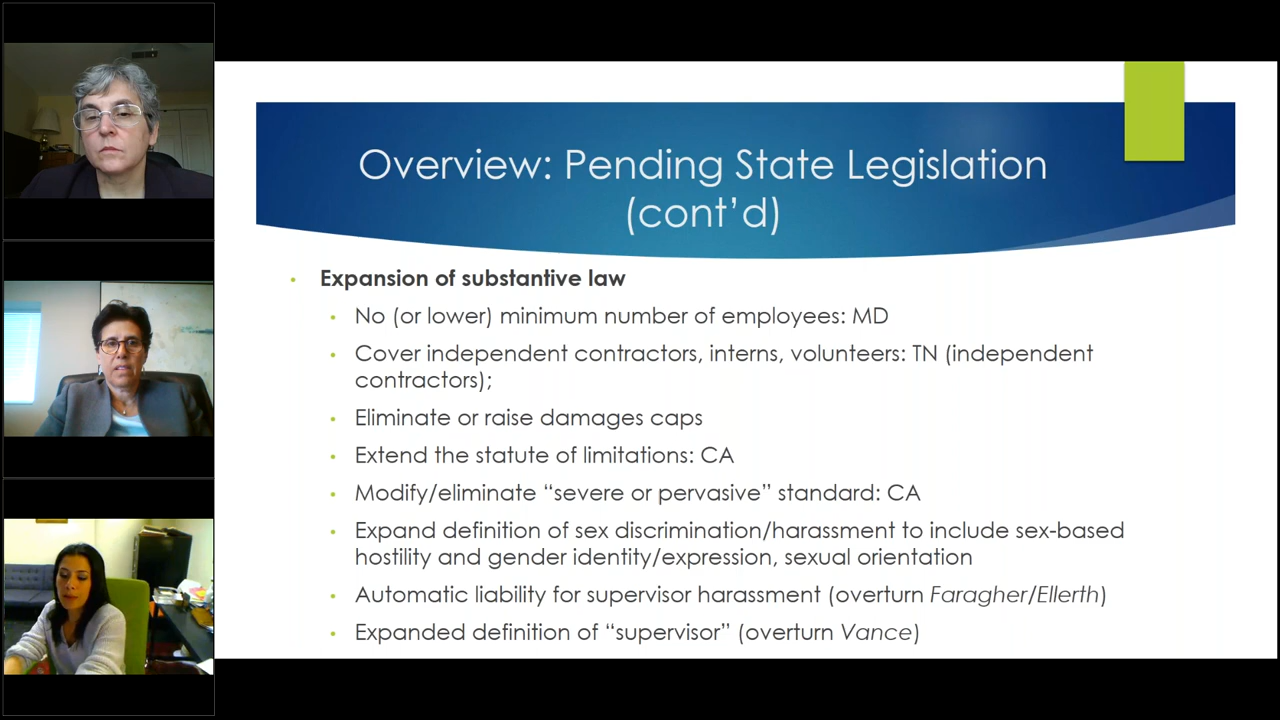 Overview: Pending State Legislation
(cont’d)
Expansion of substantive law
No (or lower) minimum number of employees: MD
Cover independent contractors, interns, volunteers: TN (independent
contractors);
Eliminate or raise damages caps
Extend the statute of limitations: CA
Modify/eliminate “severe or pervasive” standard: CA
Expand definition of sex discrimination/harassment to include sex-based
hostility and gender identity/expression, sexual orientation
Automatic liability for supervisor harassment (overturn Faragher/Ellerth)
Expanded definition of “supervisor” (overturn Vance)